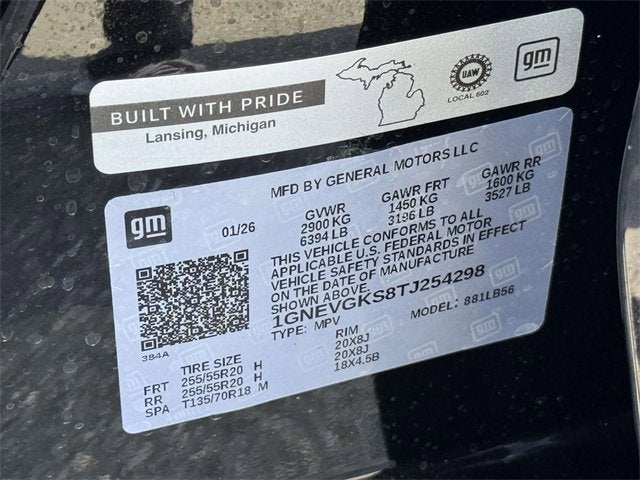 BUILT WITH PRIDE
Lansing, Michigan
UAW
LOCAL 602
gm
MFD BY GENERAL MOTORS LLC
gm
01/26
GVWR GAWR FRT GAWR RR
2900 KG 1450 KG 1600 KG
6394 LB 3196 LB 3527 LB
THIS VEHICLE CONFORMS TO ALL
APPLICABLE U.S. FEDERAL MOTOR
VEHICLE SAFETY STANDARDS IN EFFECT
ON THE DATE OF MANUFACTURE
SHOWN ABOVE.
1GNEVGKS8TJ254298
TYPE: MPV MODEL: 881LB56
384A
TIRE SIZE RIM
FRT 255/55R20 H 20X8J
RR 255/55R20 H 20X8J
SPA T135/70R18 M 18X4.5B